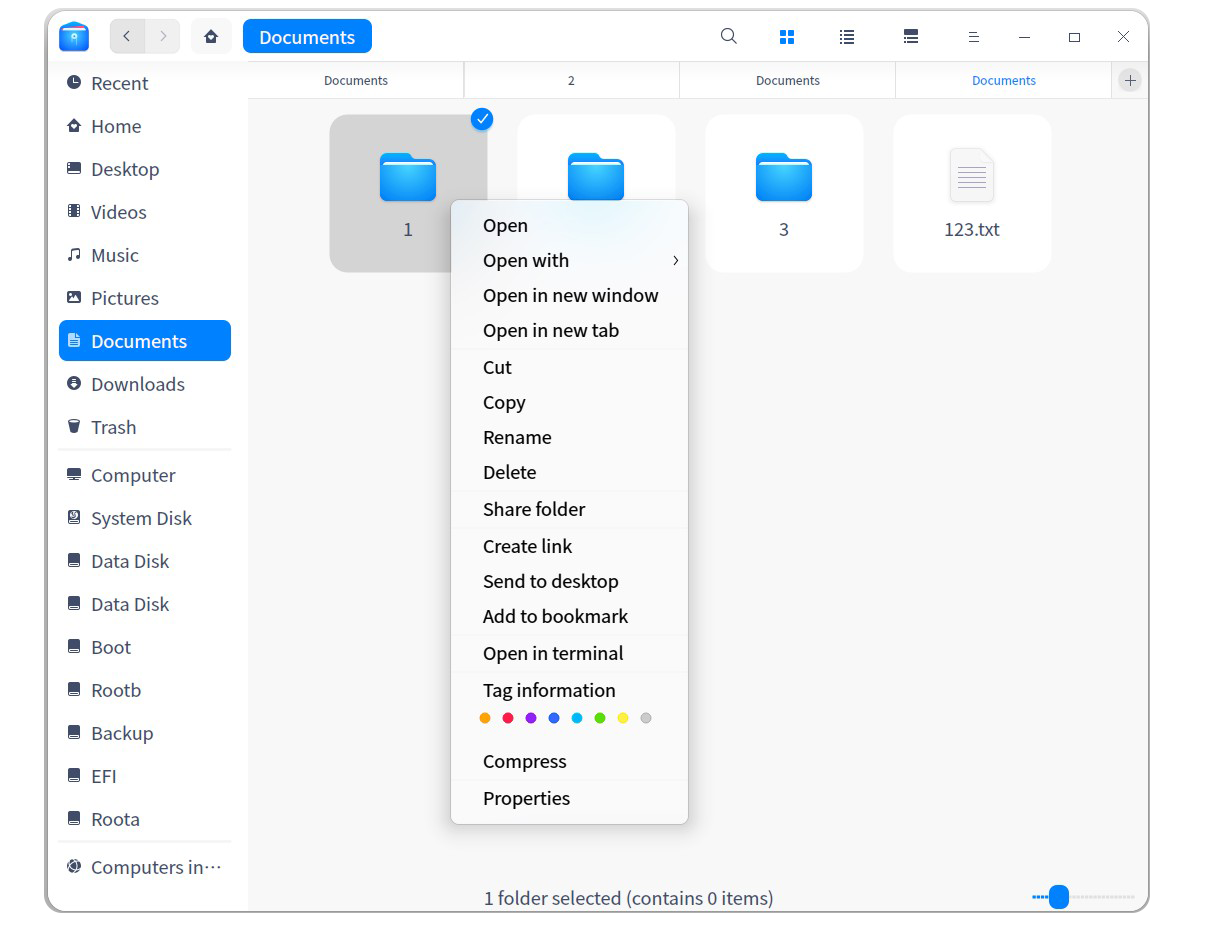 Documents
Documents
2
Documents
Documents
Recent
Home
Desktop
Videos
Music
Pictures
Documents
Downloads
Trash
Computer
System Disk
Data Disk
Data Disk
Boot
Rootb
Backup
EFI
Roota
Computers in···
1
3
123.txt
Open
Open with
Open in new window
Open in new tab
Cut
Copy
Rename
Delete
Share folder
Create link
Send to desktop
Add to bookmark
Open in terminal
Tag information
Compress
Properties
1 folder selected (contains 0 items)